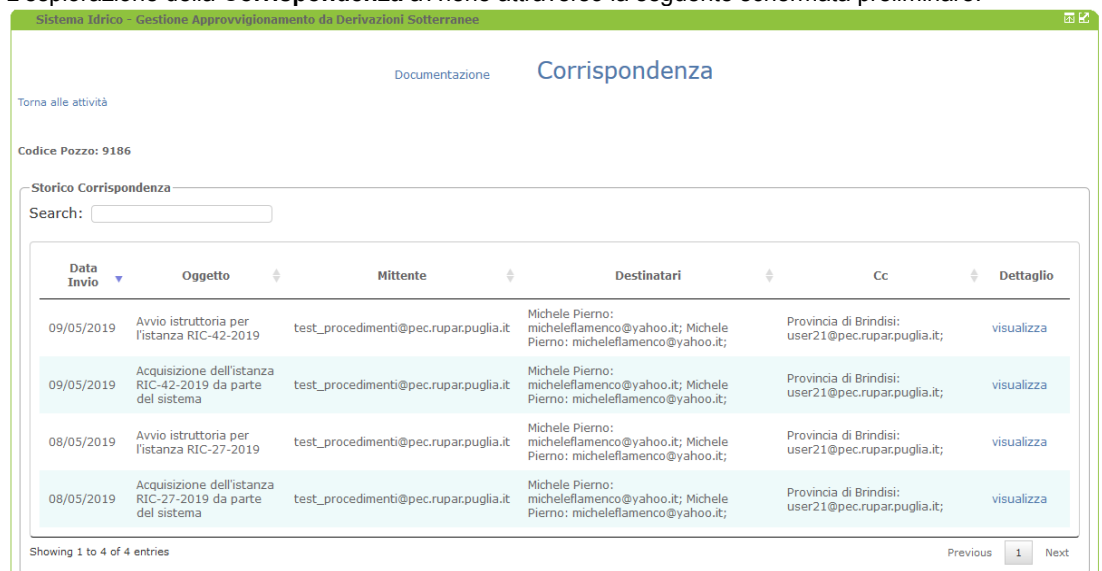 Sistema Idrico - Gestione Approvvigionamento da Derivazioni Sotterranee
Documentazione Corrispondenza
Torna alle attività
Codice Pozzo: 9186
Storico Corrispondenza
Search:
Data Invio Oggetto Mittente Destinatari Cc Dettaglio
09/05/2019
Avvio istruttoria per
l'istanza RIC-42-2019
test_procedimenti@pec.rupar.puglia.it
Michele Pierno:
micheleflamenco@yahoo.it; Michele
Pierno: micheleflamenco@yahoo.it;
Provincia di Brindisi:
user21@pec.rupar.puglia.it;
visualizza
09/05/2019
Acquisizione dell'istanza
RIC-42-2019 da parte
del sistema
test_procedimenti@pec.rupar.puglia.it
Michele Pierno:
micheleflamenco@yahoo.it; Michele
Pierno: micheleflamenco@yahoo.it;
Provincia di Brindisi:
user21@pec.rupar.puglia.it;
visualizza
08/05/2019
Avvio istruttoria per
l'istanza RIC-27-2019
test_procedimenti@pec.rupar.puglia.it
Michele Pierno:
micheleflamenco@yahoo.it; Michele
Pierno: micheleflamenco@yahoo.it;
Provincia di Brindisi:
user21@pec.rupar.puglia.it;
visualizza
08/05/2019
Acquisizione dell'istanza
RIC-27-2019 da parte
del sistema
test_procedimenti@pec.rupar.puglia.it
Michele Pierno:
micheleflamenco@yahoo.it; Michele
Pierno: micheleflamenco@yahoo.it;
Provincia di Brindisi:
user21@pec.rupar.puglia.it;
visualizza
Showing 1 to 4 of 4 entries
Previous 1 Next